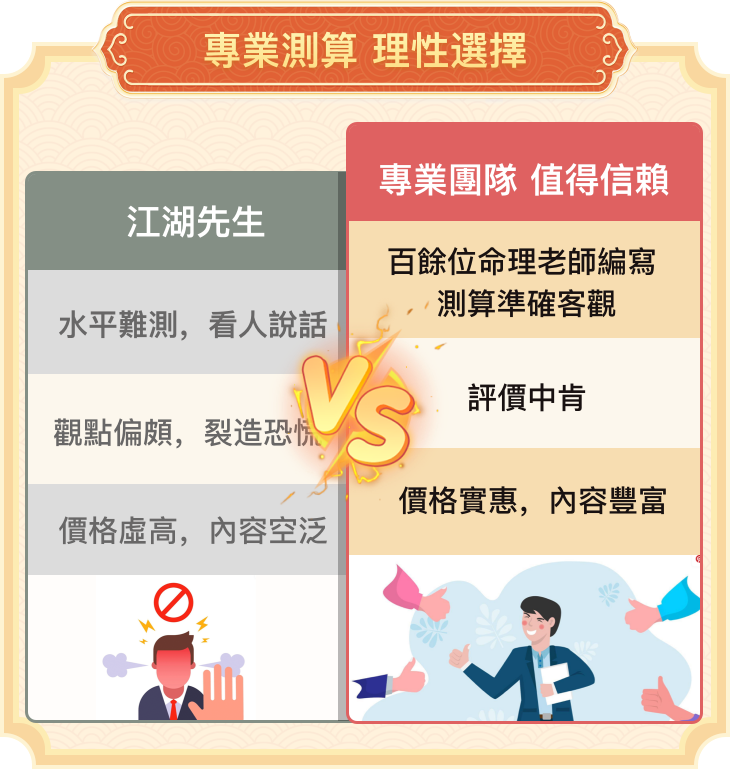 專業測算 理性選擇
江湖先生
水平難測，看人說話
觀點偏頗，裂造恐慌
價格虛高，內容空泛
VS
專業團隊 值得信賴
百餘位命理老師編寫
測算準確客觀
評價中肯
價格實惠，內容豐富